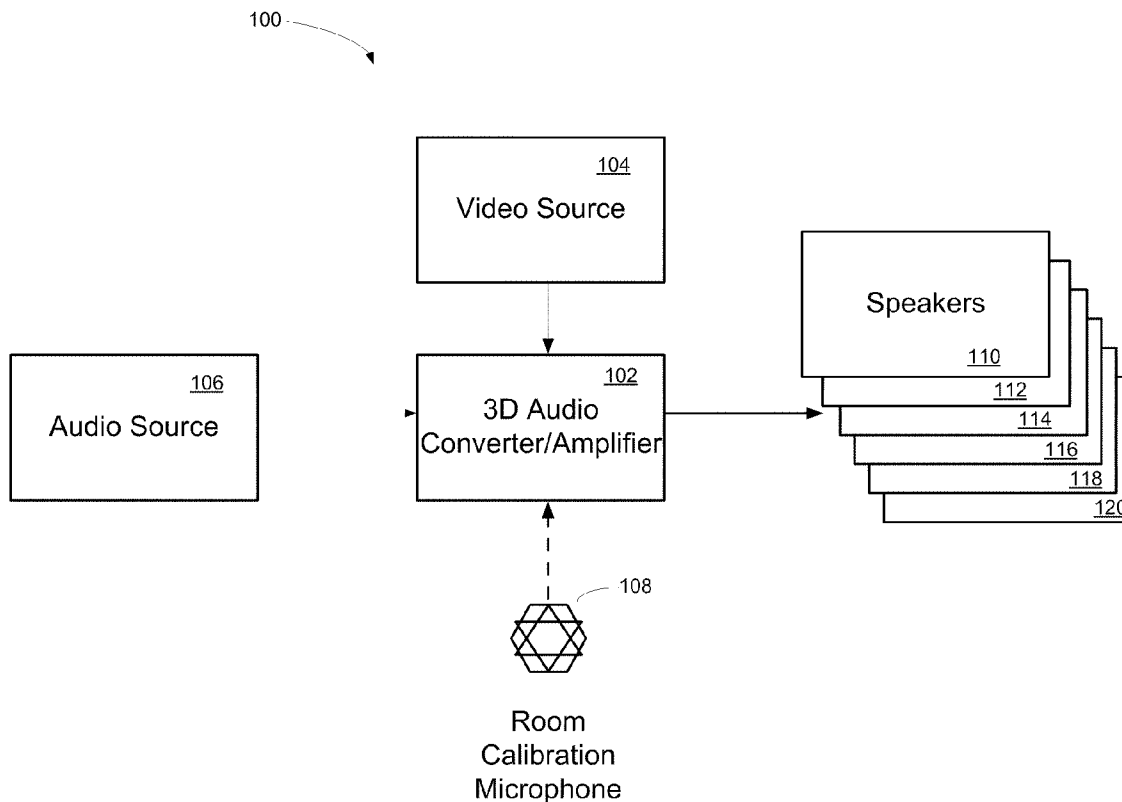 100
104
Video Source
Speakers
110
112
114
116
118
120
106
Audio Source
102
3D Audio
Converter/Amplifier
108
Room
Calibration
Microphone